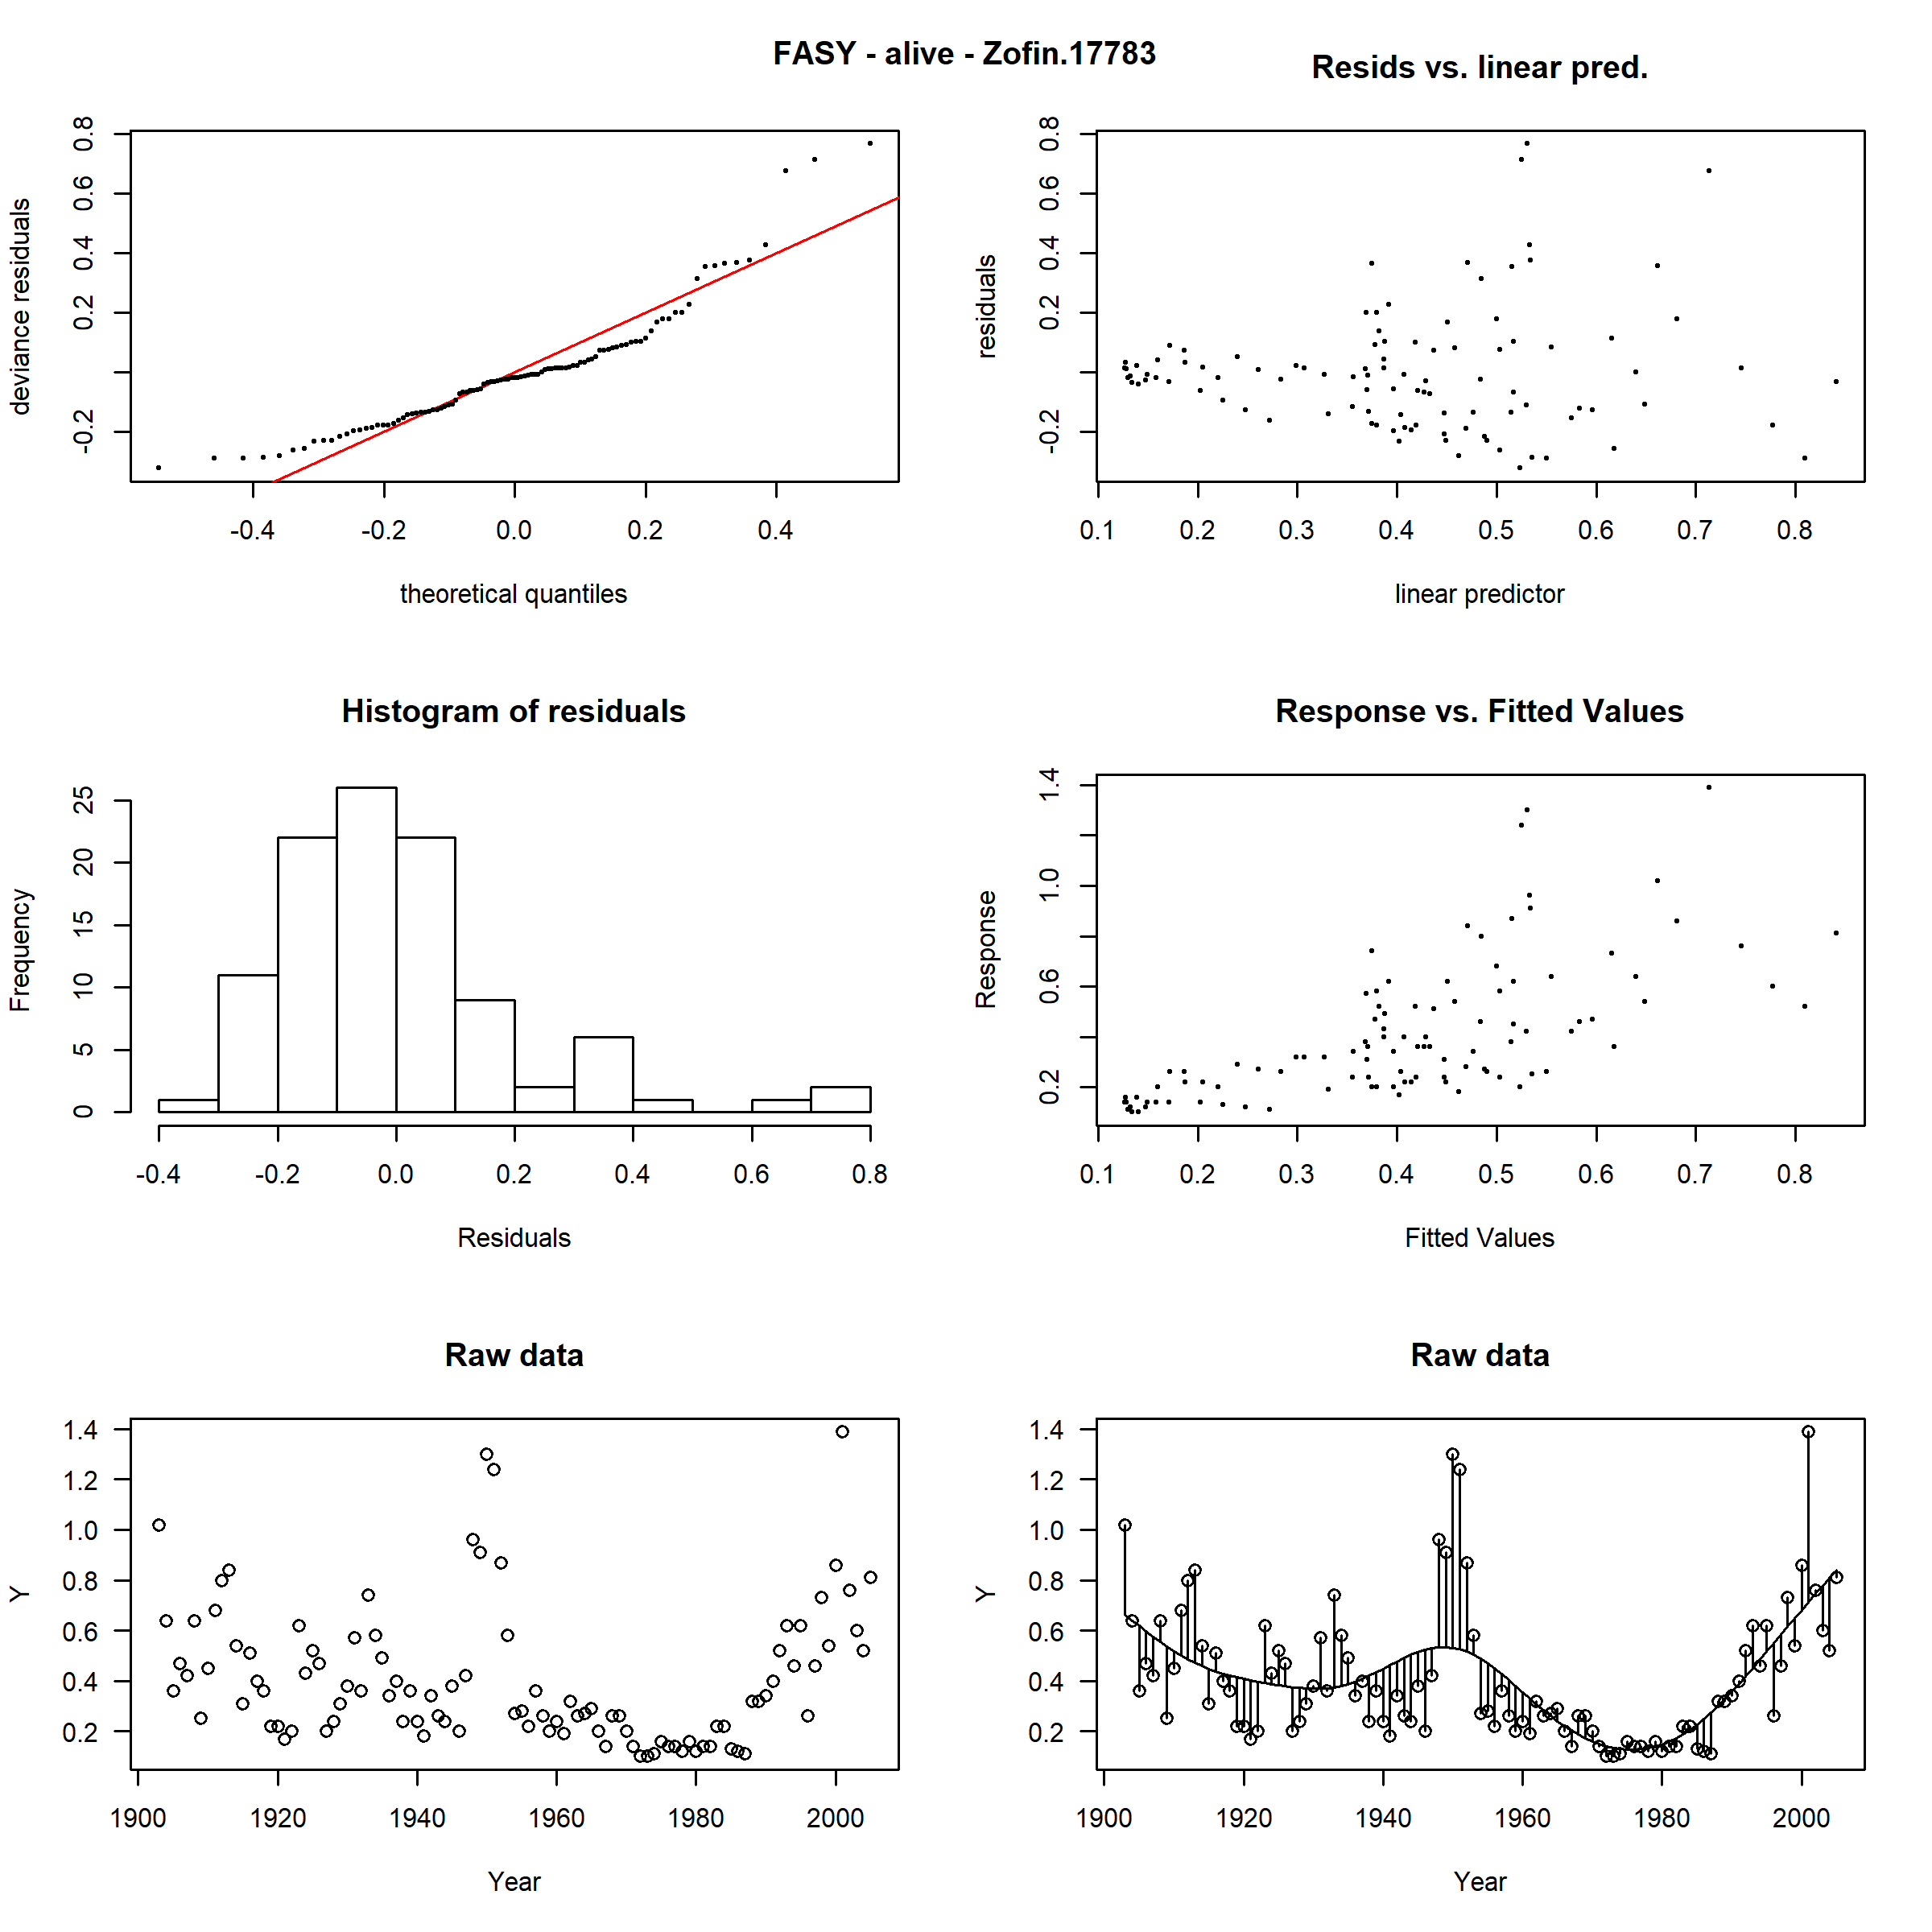 FASY - alive - Zofin.17783
deviance residuals
-0.2 0.2 0.4 0.6 0.8
-0.4 -0.2 0.0 0.2 0.4
theoretical quantiles
Resids vs. linear pred.
residuals
-0.2 0.2 0.4 0.6 0.8
0.1 0.2 0.3 0.4 0.5 0.6 0.7 0.8
linear predictor
Histogram of residuals
Frequency
0 5 10 15 20 25
-0.4 -0.2 0.0 0.2 0.4 0.6 0.8
Residuals
Response vs. Fitted Values
Response
0.2 0.6 1.0 1.4
0.1 0.2 0.3 0.4 0.5 0.6 0.7 0.8
Fitted Values
Raw data
Y
1.4
1.2
1.0
0.8
0.6
0.4
0.2
1900 1920 1940 1960 1980 2000
Year
Raw data
Y
1.4
1.2
1.0
0.8
0.6
0.4
0.2
1900 1920 1940 1960 1980 2000
Year